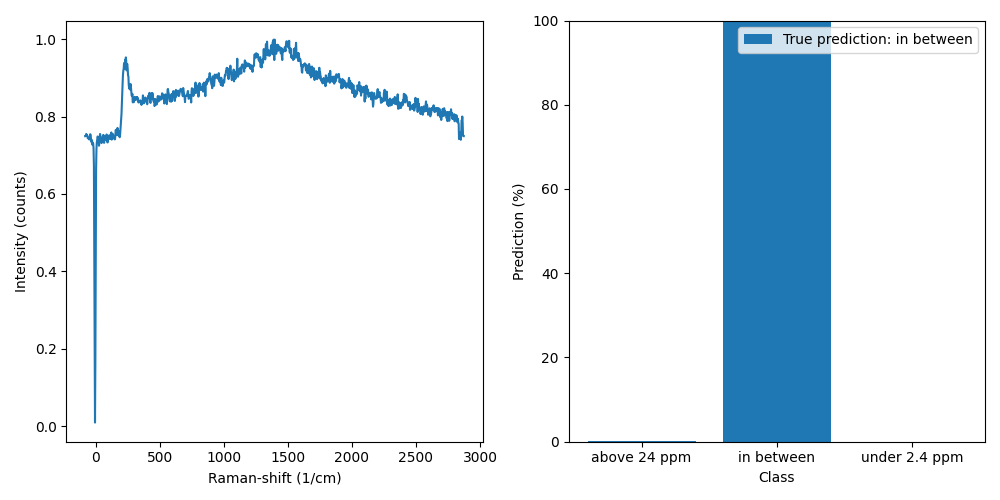 1.0
0.8
0.6
0.4
0.2
0.0
Intensity (counts)
0 500 1000 1500 2000 2500 3000
Raman-shift (1/cm)
100
80
60
40
20
0
Prediction (%)
True prediction: in between
above 24 ppm in between under 2.4 ppm
Class